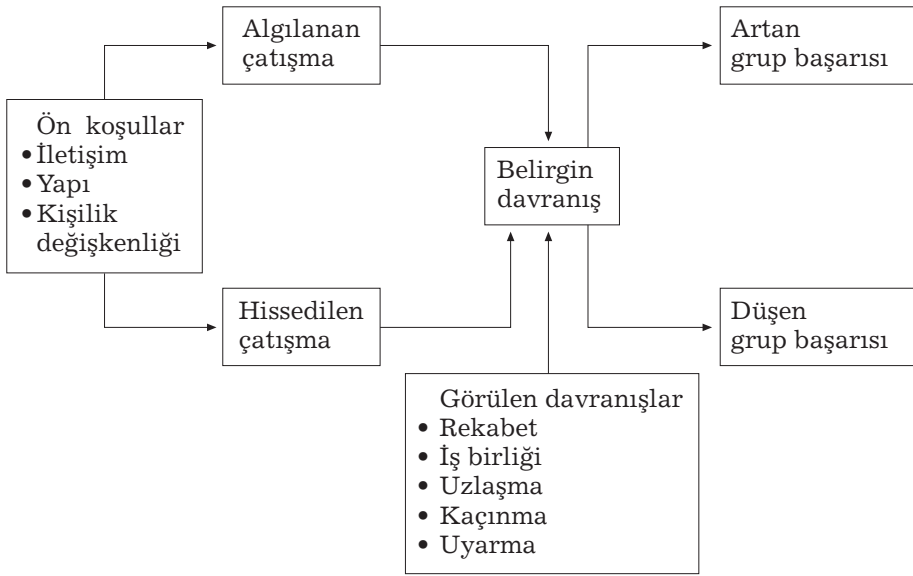 Algılanan
çatışma
Artan
grup başarısı
Ön koşullar
• İletişim
• Yapı
• Kişilik
değişkenliği
Belirgin
davranış
Hissedilen
çatışma
Düşen
grup başarısı
Görülen davranışlar
• Rekabet
• İş birliği
• Uzlaşma
• Kaçınma
• Uyarma